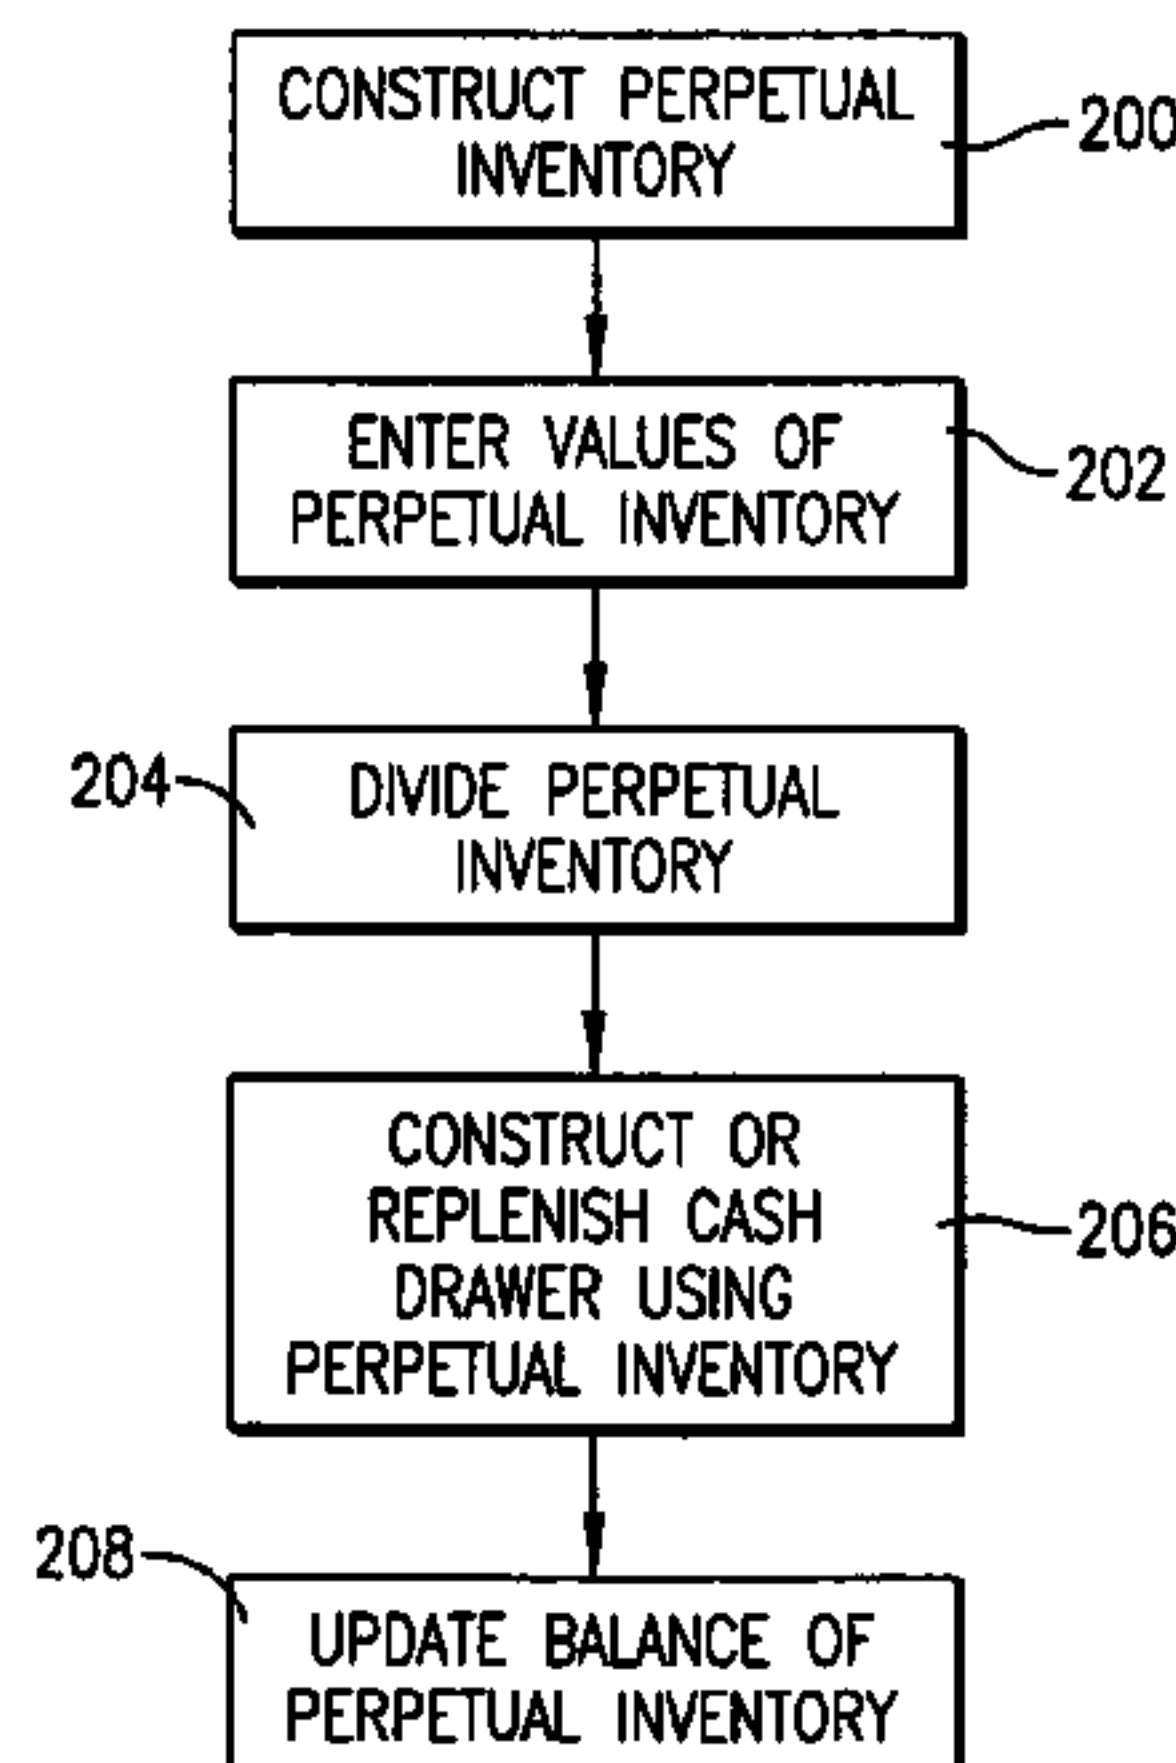 CONSTRUCT PERPETUAL
INVENTORY
200
ENTER VALUES OF
PERPETUAL INVENTORY
202
204
DIVIDE PERPETUAL
INVENTORY
CONSTRUCT OR
REPLENISH CASH
DRAWER USING
PERPETUAL INVENTORY
206
208
UPDATE BALANCE OF
PERPETUAL INVENTORY